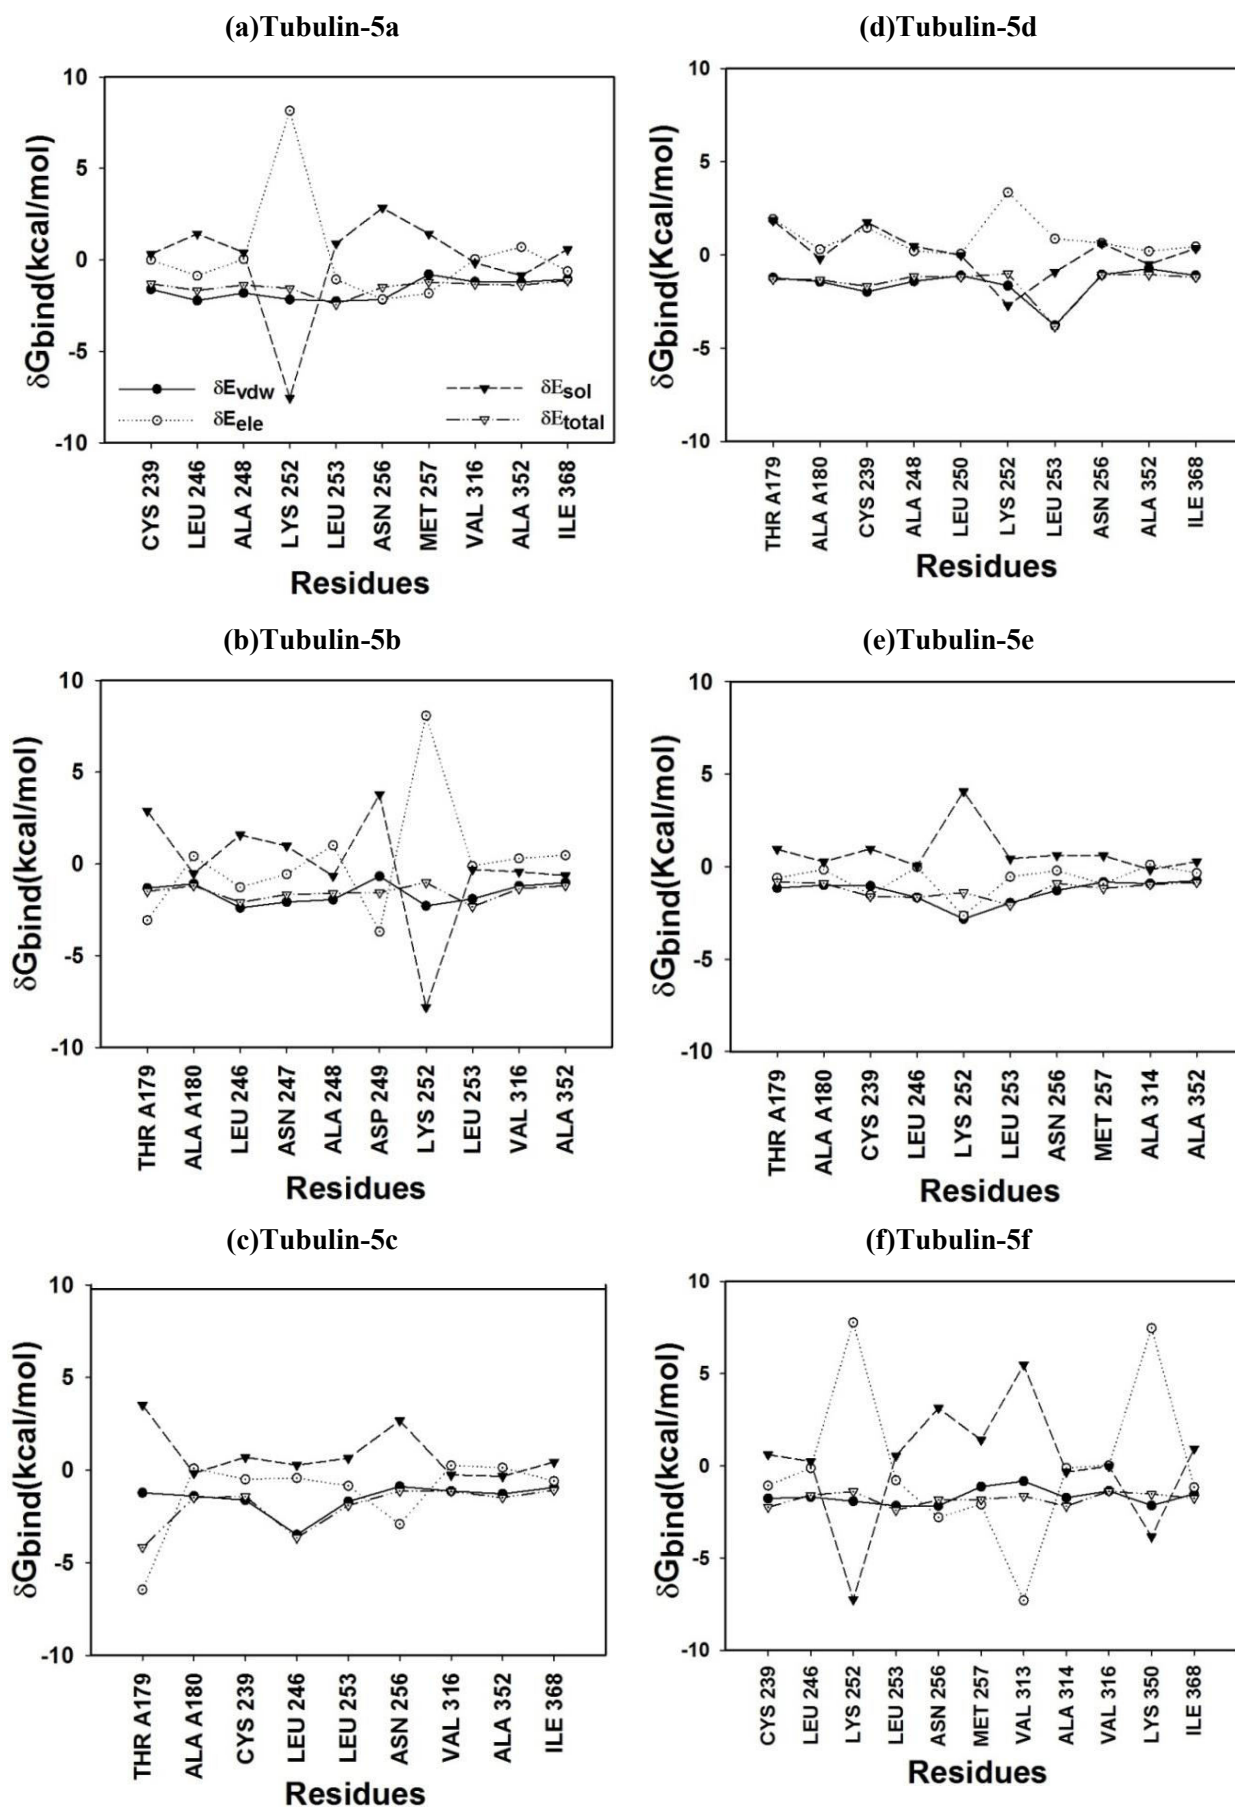 (a)Tubulin-5a
δGbind(kcal/mol)
10
5
0
-5
-10
δEvdw
δEele
δEsol
δEtotal
CYS 239
LEU 246
ALA 248
LYS 252
LEU 253
ASN 256
MET 257
VAL 316
ALA 352
ILE 368
Residues
(d)Tubulin-5d
δGbind(Kcal/mol)
10
5
0
-5
-10
THR A179
ALA A180
CYS 239
ALA 248
LEU 250
LYS 252
LEU 253
ASN 256
ALA 352
ILE 368
Residues
(b)Tubulin-5b
δGbind(kcal/mol)
10
5
0
-5
-10
THR A179
ALA A180
LEU 246
ASN 247
ALA 248
ASP 249
LYS 252
LEU 253
VAL 316
ALA 352
Residues
(e)Tubulin-5e
δGbind(Kcal/mol)
10
5
0
-5
-10
THR A179
ALA A180
CYS 239
LEU 246
LYS 252
LEU 253
ASN 256
MET 257
ALA 314
ALA 352
Residues
(c)Tubulin-5c
δGbind(kcal/mol)
10
5
0
-5
-10
THR A179
ALA A180
CYS 239
LEU 246
LEU 253
ASN 256
VAL 316
ALA 352
ILE 368
Residues
(f)Tubulin-5f
δGbind(kcal/mol)
10
5
0
-5
-10
CYS 239
LEU 246
LYS 252
LEU 253
ASN 256
MET 257
VAL 313
ALA 314
VAL 316
LYS 350
ILE 368
Residues